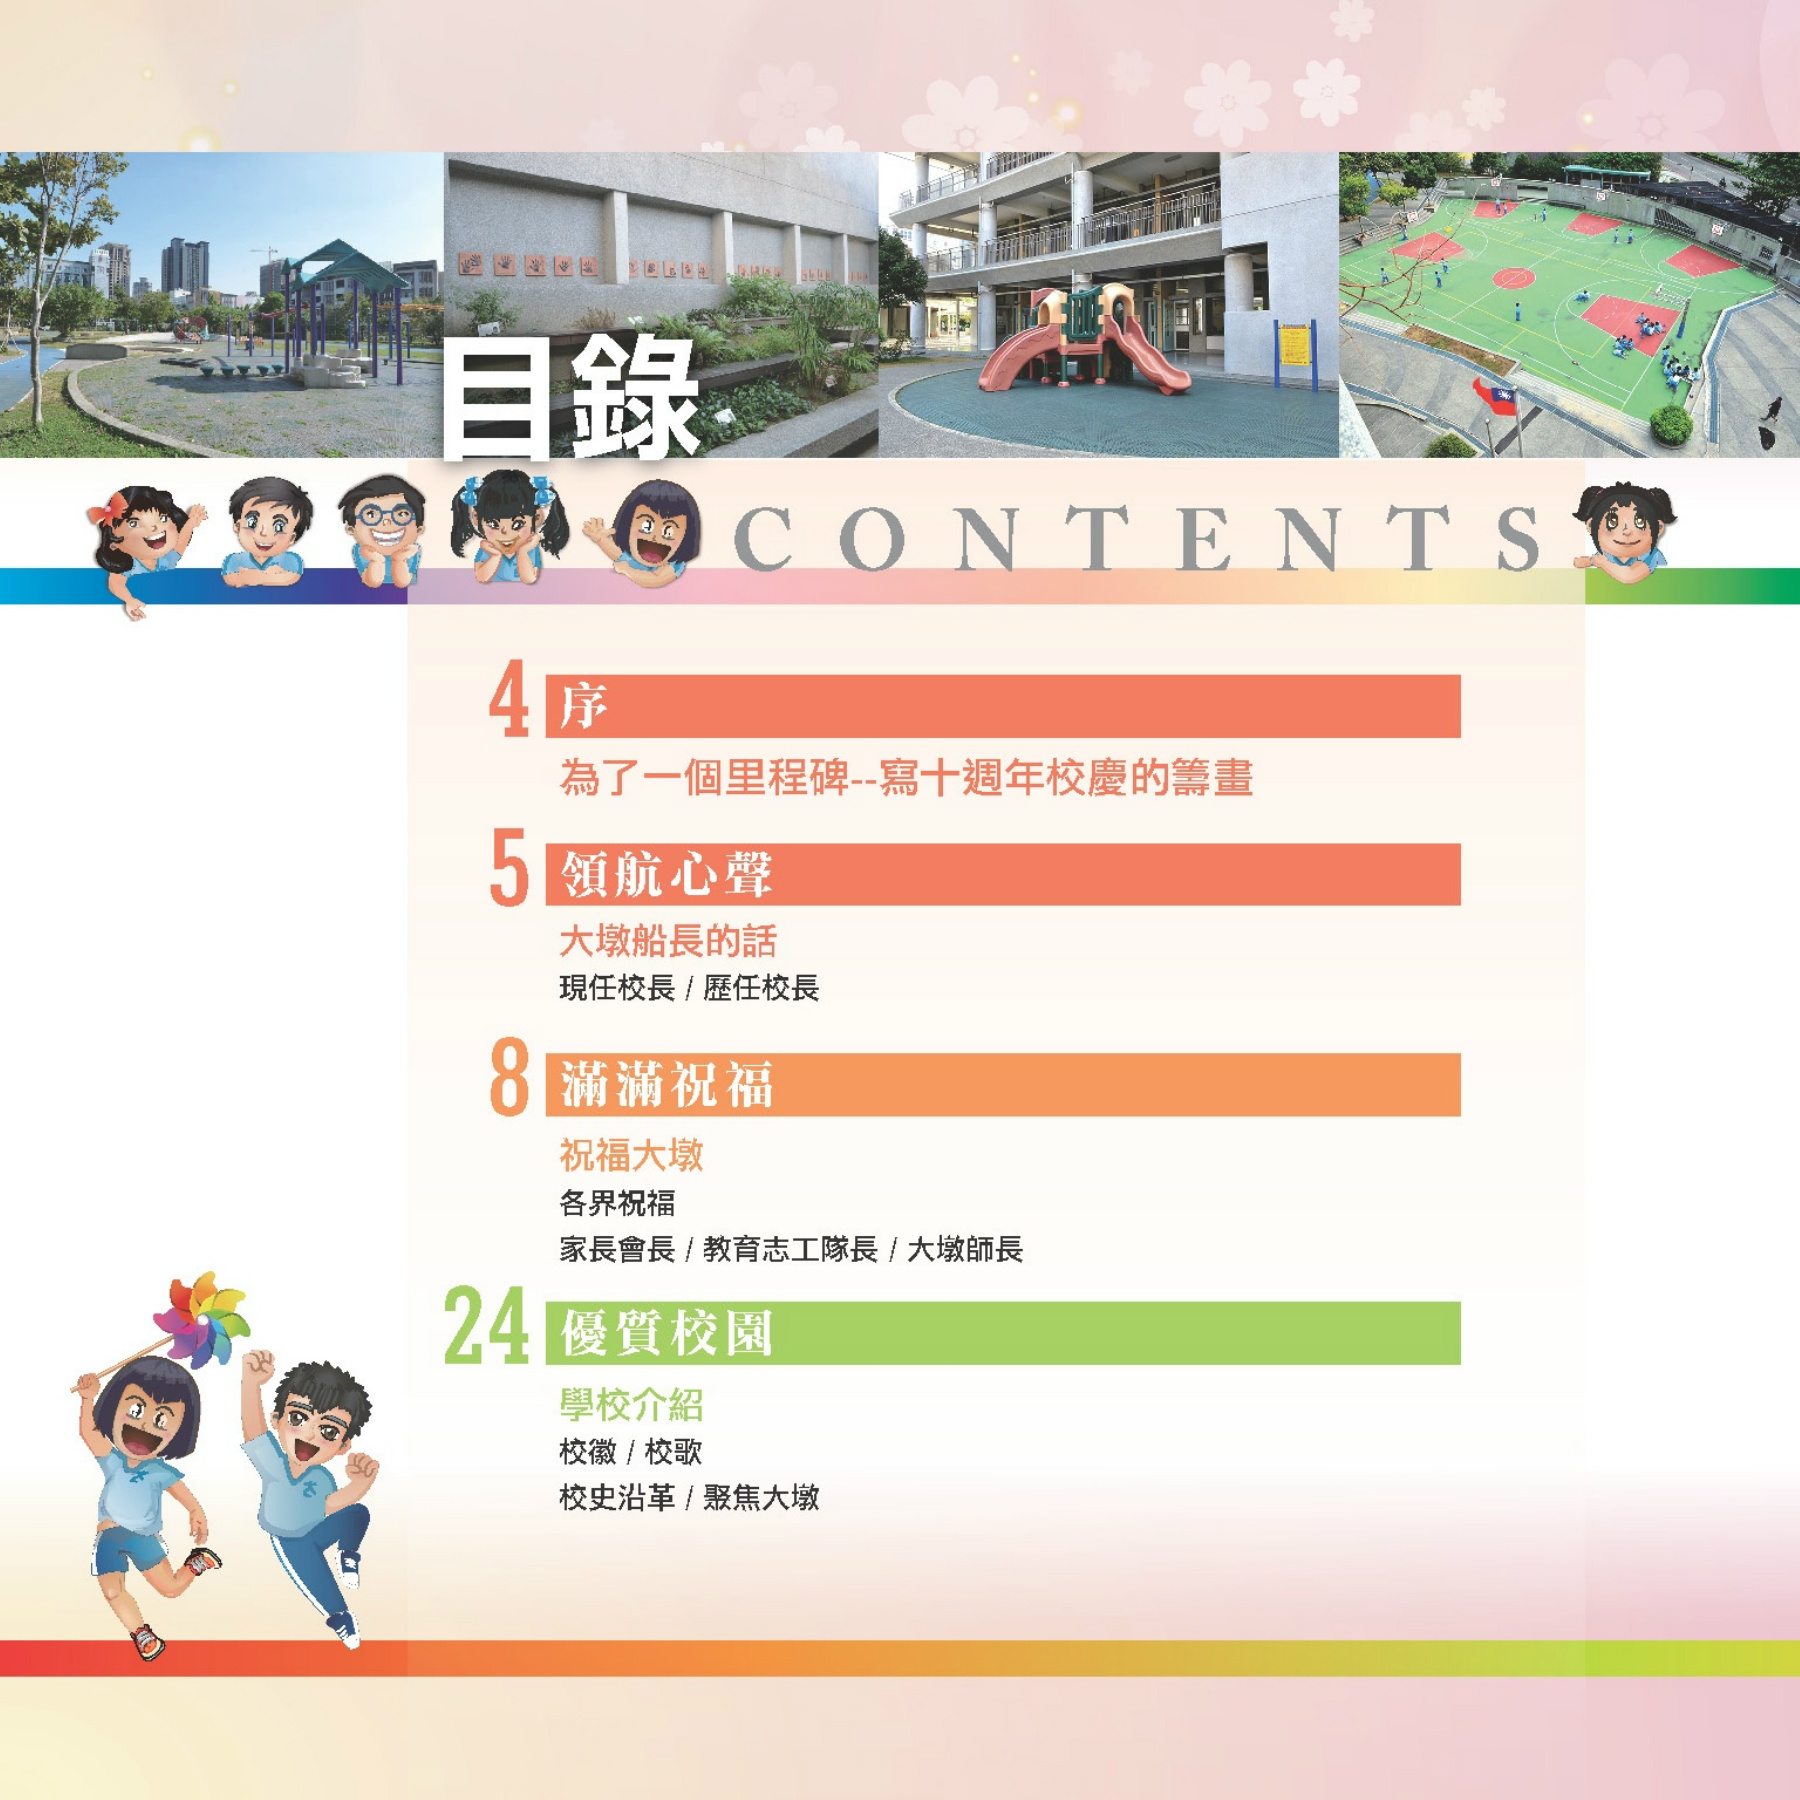 目錄
CONTENTS
4 序
為了一個里程碑--寫十週年校慶的籌畫
5 領航心聲
大墩船長的話
現任校長 / 歷任校長
8 滿滿祝福
祝福大墩
各界祝福
家長會長 / 教育志工隊長 / 大墩師長
24 優質校園
學校介紹
校徽 / 校歌
校史沿革 / 聚焦大墩